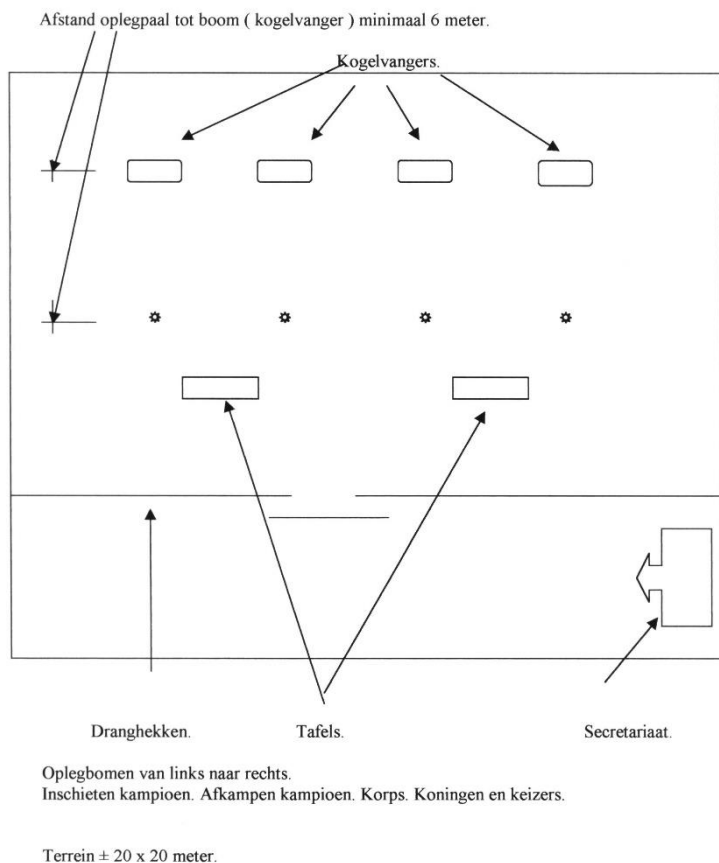 Afstand oplegpaal tot boom ( kogelvanger ) minimaal 6 meter.
Kogelvangers.
Dranghekken. Tafels. Secretariaat.
Oplegbomen van links naar rechts.
Inschieten kampioen. Afkampen kampioen. Korps. Koningen en keizers.
Terrein ± 20 x 20 meter.